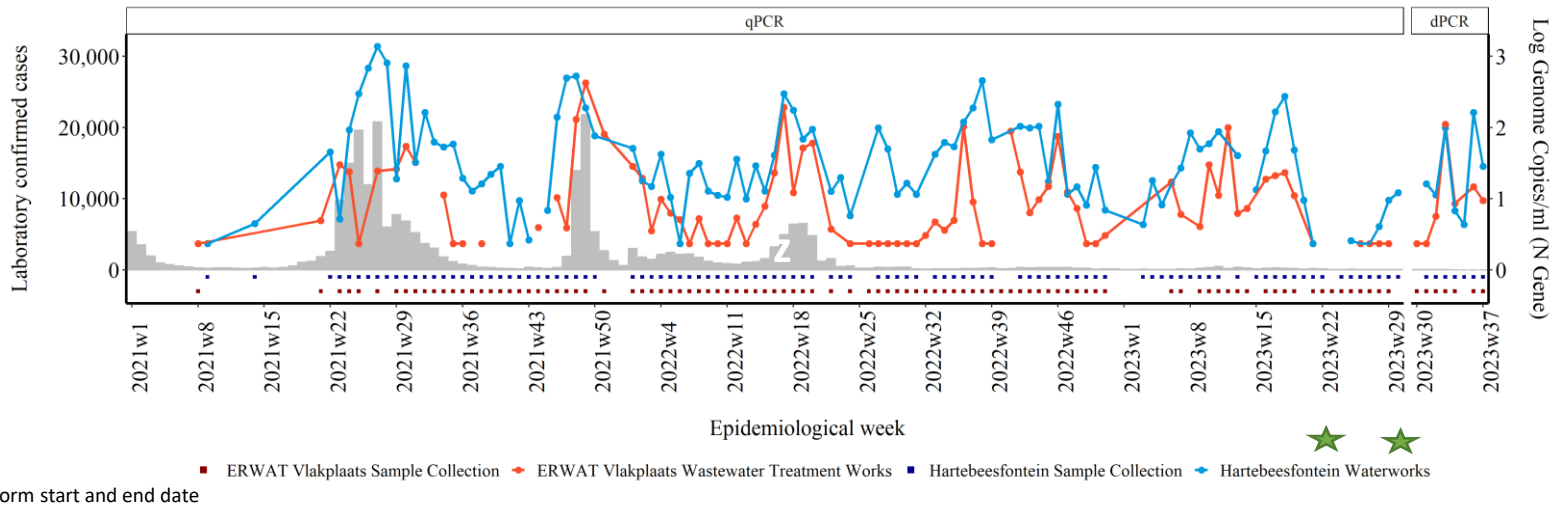 qPCR
dPCR
Laboratory confirmed cases
30,000
20,000
10,000
0
3
2
1
0
Log Genome Copies/ml (N Gene)
z
2021w1
2021w8
2021w15
2021w22
2021w29
2021w36
2021w43
2021w50
2022w4
2022w11
2022w18
2022w25
2022w32
2022w39
2022w46
2023w1
2023w8
2023w15
2023w22
2023w29
2023w30
2023w37
Epidemiological week
ERWAT Vlakplaats Sample Collection ERWAT Vlakplaats Wastewater Treatment Works Hartebeesfontein Sample Collection Hartebeesfontein Waterworks
orm start and end date